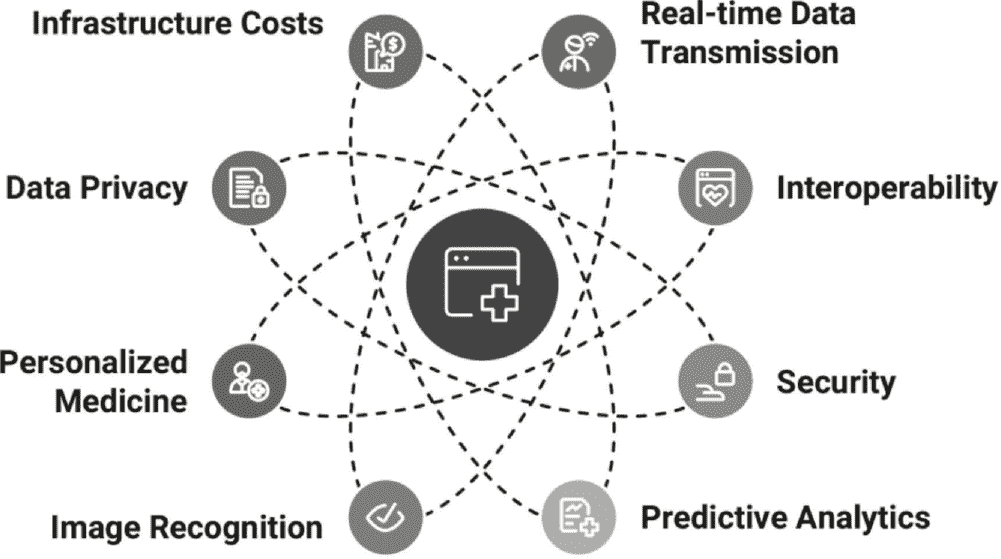 Infrastructure Costs
Real-time Data
Transmission
Data Privacy
Interoperability
Personalized
Medicine
Security
Image Recognition
Predictive Analytics